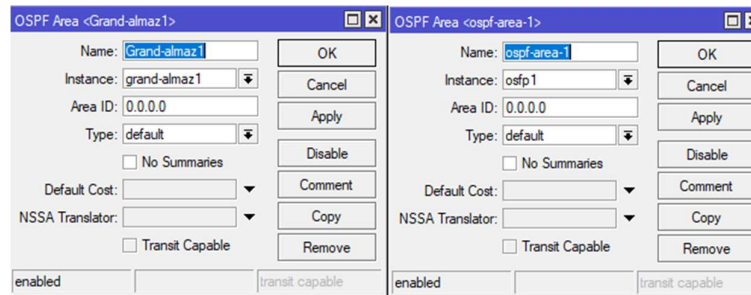 OSPF Area <Grand-almaz1>
Name: Grand-almaz1
OK
Instance: grand-almaz1
Cancel
Area ID: 0.0.0.0
Apply
Type: default
No Summaries
Disable
Default Cost:
Comment
NSSA Translator:
Copy
Transit Capable
Remove
enabled
transit capable
OSPF Area <ospf-area-1>
Name: ospf-area-1
OK
Instance: osfp1
Cancel
Area ID: 0.0.0.0
Apply
Type: default
No Summaries
Disable
Default Cost:
Comment
NSSA Translator:
Copy
Transit Capable
Remove
enabled
transit capable